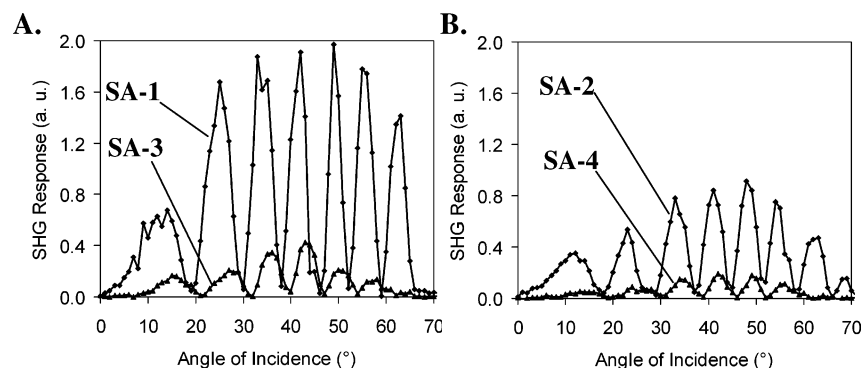 A.
2.0
1.6
1.2
0.8
0.4
0.0
SHG Response (a. u.)
SA-1
SA-3
0 10 20 30 40 50 60 70
Angle of Incidence (°)
B.
2.0
1.6
1.2
0.8
0.4
0.0
SHG Response (a. u.)
SA-2
SA-4
0 10 20 30 40 50 60 70
Angle of Incidence (°)